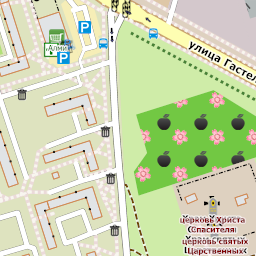 улица Гастел
Алми
P
P
церковь Христа
Спасителя
церковь святых
Царственных